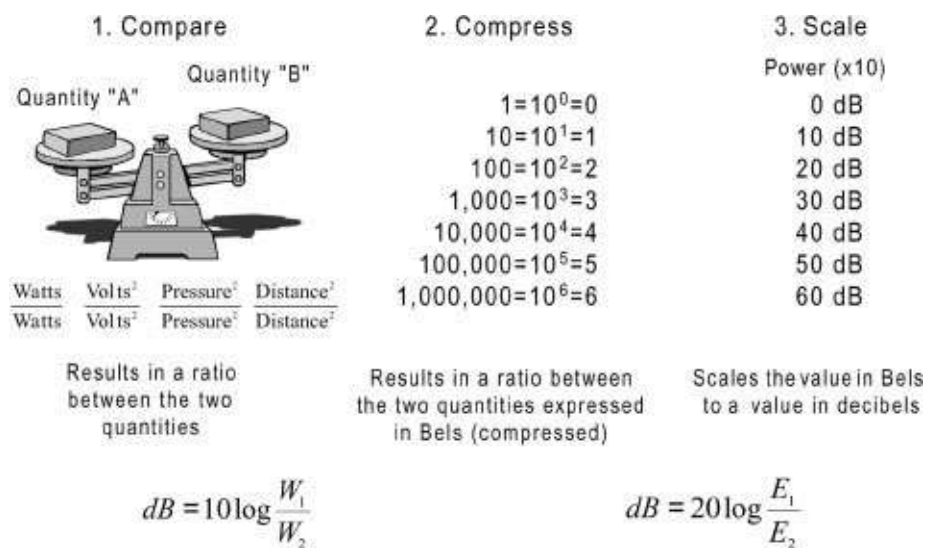 1. Compare
Quantity "A"
Quantity "B"
Watts Volts² Pressure² Distance²
Watts Volts² Pressure² Distance²
Results in a ratio
between the two
quantities
2. Compress
1=10⁰=0
10=10¹=1
100=10²=2
1,000=10³=3
10,000=10⁴=4
100,000=10⁵=5
1,000,000=10⁶=6
Results in a ratio between
the two quantities expressed
in Bels (compressed)
3. Scale
Power (x10)
0 dB
10 dB
20 dB
30 dB
40 dB
50 dB
60 dB
Scales the value in Bels
to a value in decibels
dB = 10 log W₁/W₂
dB = 20 log E₁/E₂